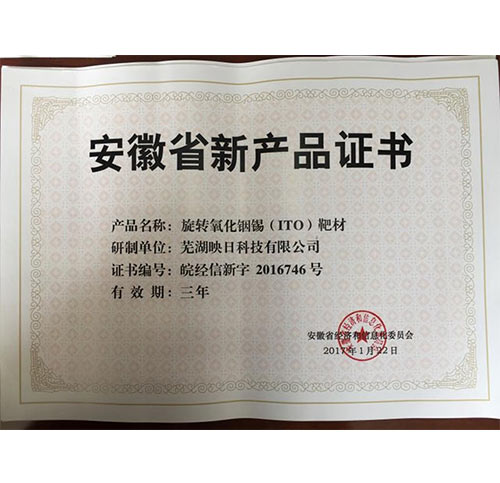 安徽省新产品证书
产品名称：旋转氧化铟锡（ITO）靶材
研制单位：芜湖映日科技有限公司
证书编号：皖经信新字 2016746 号
有 效 期：三年
安徽省经济和信息化委员会
2017年1月22日